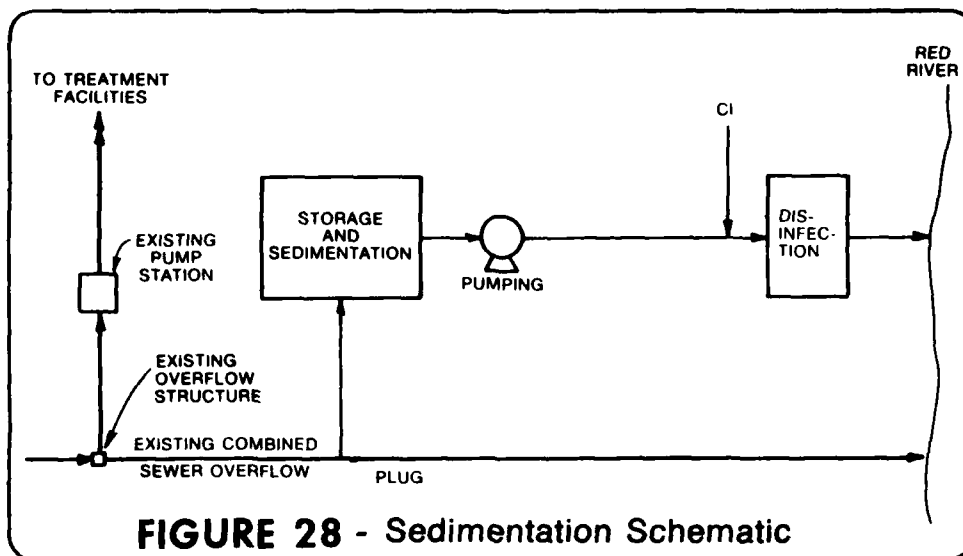 RED
RIVER
TO TREATMENT
FACILITIES
CI
STORAGE
AND
SEDIMENTATION
DIS-
INFEC-
TION
EXISTING
PUMP
STATION
PUMPING
EXISTING
OVERFLOW
STRUCTURE
EXISTING COMBINED
SEWER OVERFLOW
PLUG
FIGURE 28 - Sedimentation Schematic